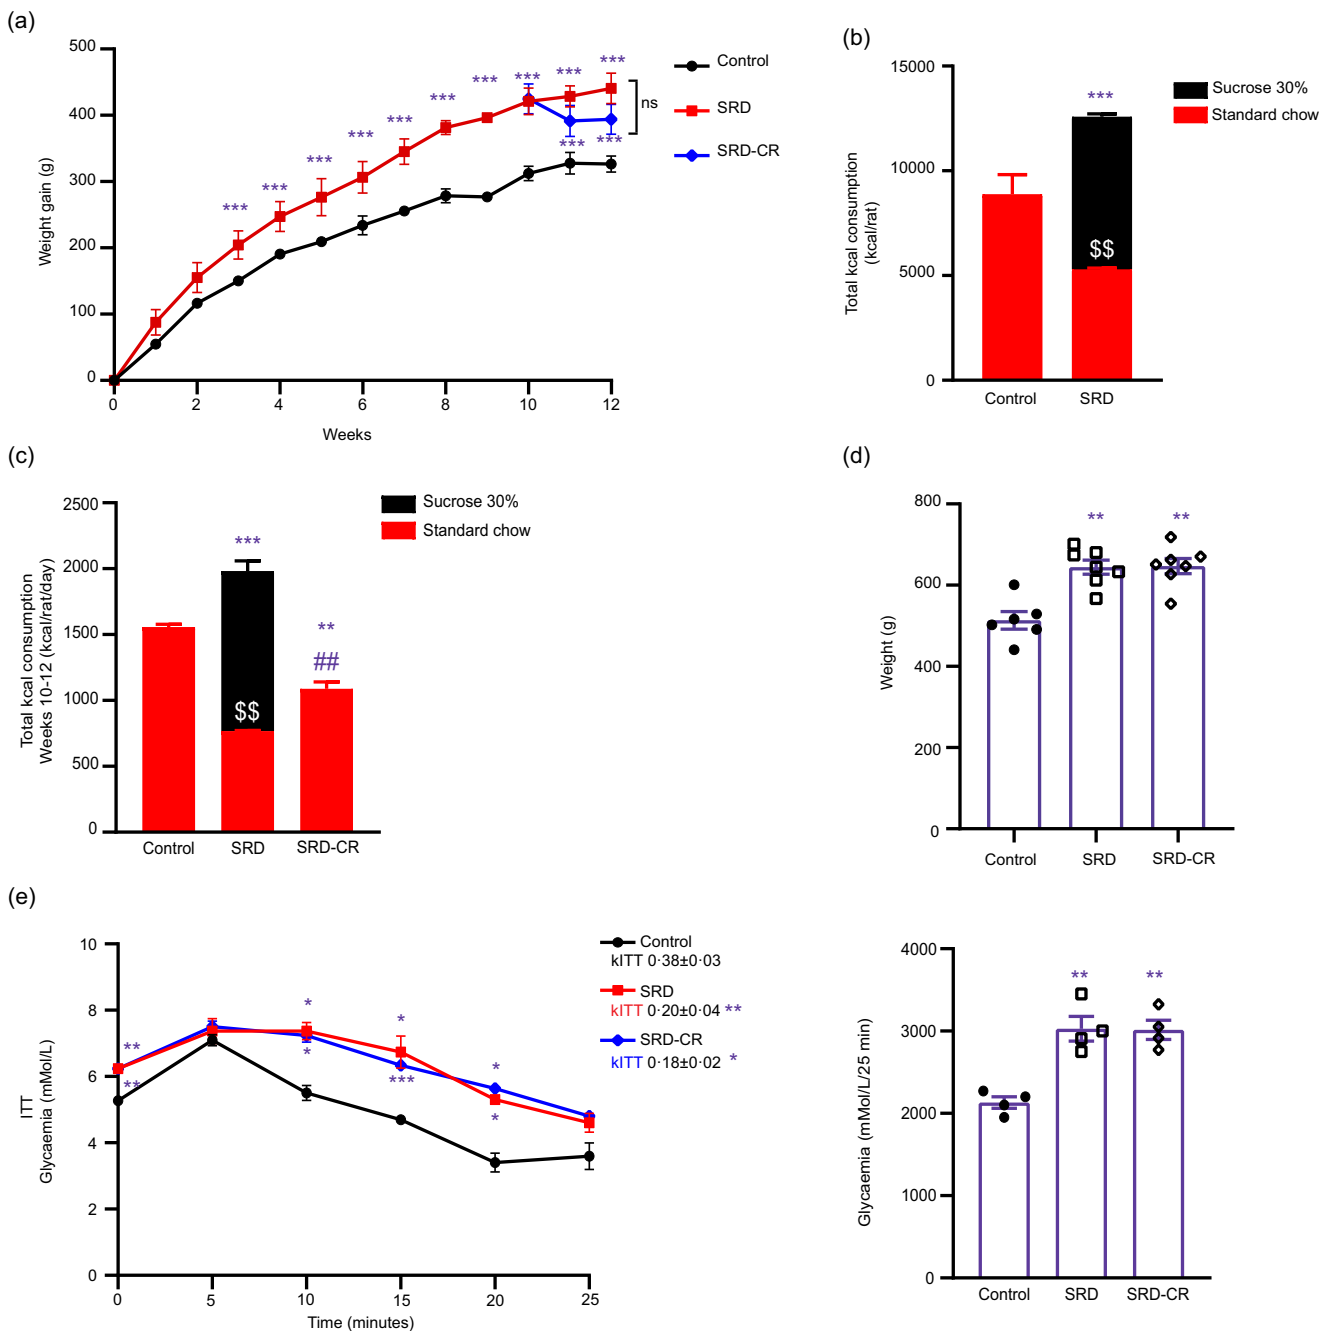 (a)
500
400
300
200
100
0
Weight gain (g)
0
2
4
6
8
10
12
Weeks
***
***
***
***
***
***
***
***
***
***
***
***
ns
Control
SRD
SRD-CR
(b)
15000
10000
5000
0
Total kcal consumption
(kcal/rat)
***
$$
Control
SRD
Sucrose 30%
Standard chow
(c)
2500
2000
1500
1000
500
0
Total kcal consumption
Weeks 10-12 (kcal/rat/day)
***
$$
**
##
Control
SRD
SRD-CR
Sucrose 30%
Standard chow
(d)
800
600
400
200
0
Weight (g)
**
**
Control
SRD
SRD-CR
(e)
10
8
6
4
2
0
ITT
Glycaemia (mMol/L)
**
**
*
*
*
***
*
*
0
5
10
15
20
25
Time (minutes)
Control
kITT 0·38±0·03
SRD
kITT 0·20±0·04 **
SRD-CR
kITT 0·18±0·02 *
4000
3000
2000
1000
0
Glycaemia (mMol/L/25 min)
**
**
Control
SRD
SRD-CR